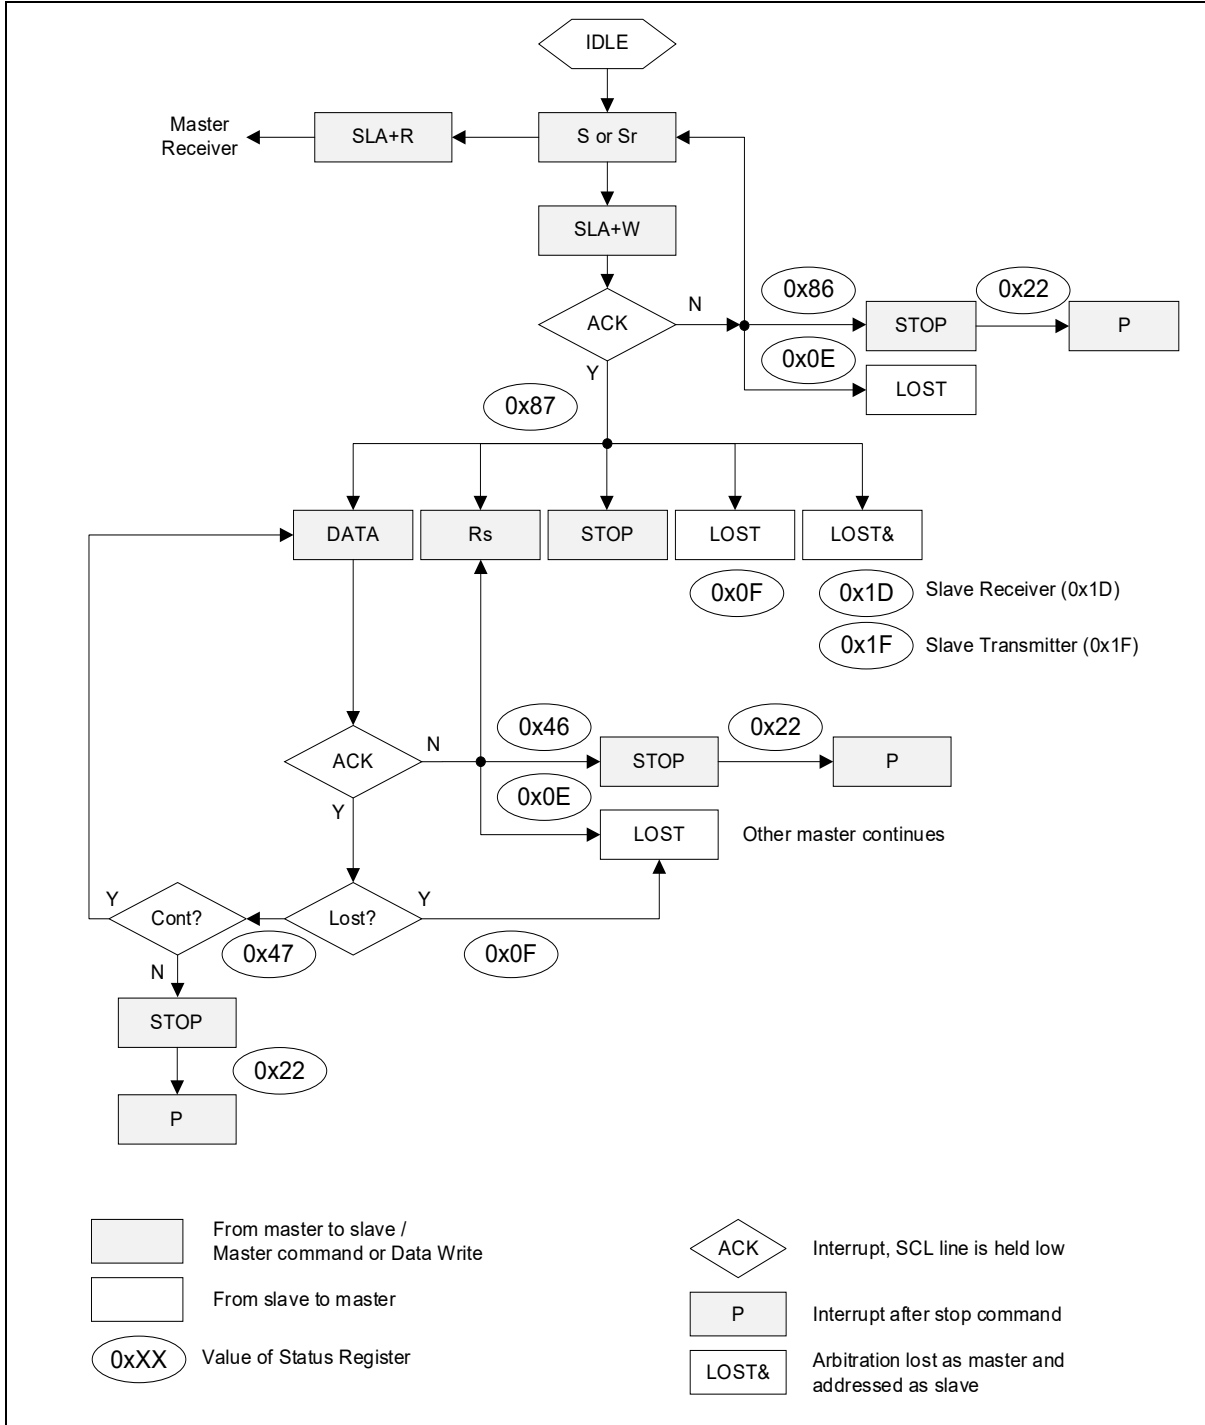 IDLE
Master
Receiver
SLA+R
S or Sr
SLA+W
ACK
N
0x86
0x22
STOP
P
0x0E
LOST
Y
0x87
DATA
Rs
STOP
LOST
LOST&
0x0F
0x1D
Slave Receiver (0x1D)
0x1F
Slave Transmitter (0x1F)
ACK
N
0x46
0x22
STOP
P
0x0E
Y
LOST
Other master continues
Y
Cont?
Lost?
Y
0x47
0x0F
N
STOP
0x22
P
From master to slave /
Master command or Data Write
From slave to master
0xXX
Value of Status Register
ACK
Interrupt, SCL line is held low
P
Interrupt after stop command
LOST&
Arbitration lost as master and
addressed as slave